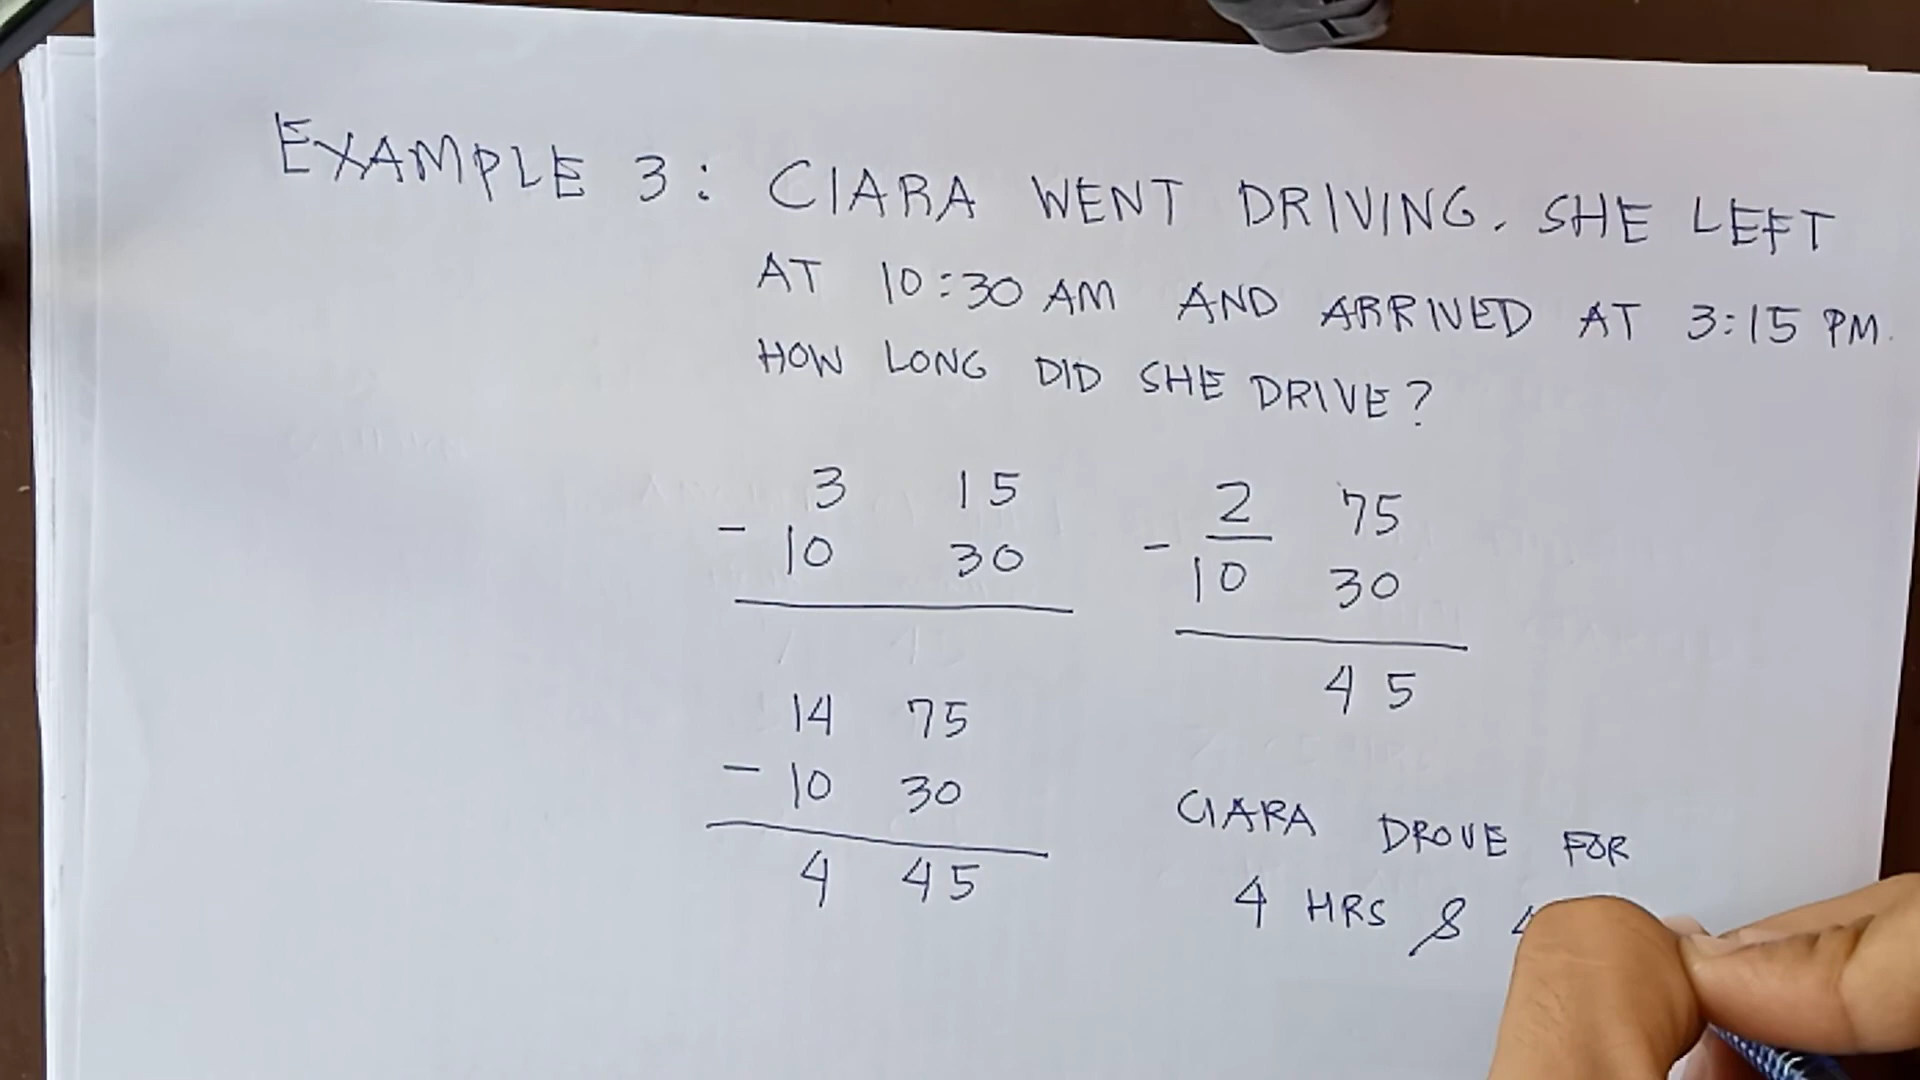 EXAMPLE 3: CIARA WENT DRIVING. SHE LEFT
AT 10:30 AM AND ARRIVED AT 3:15 PM.
HOW LONG DID SHE DRIVE?
3 15
- 10 30
2 75
- 10 30
45
14 75
- 10 30
4 45
CIARA DROVE FOR
4 HRS &